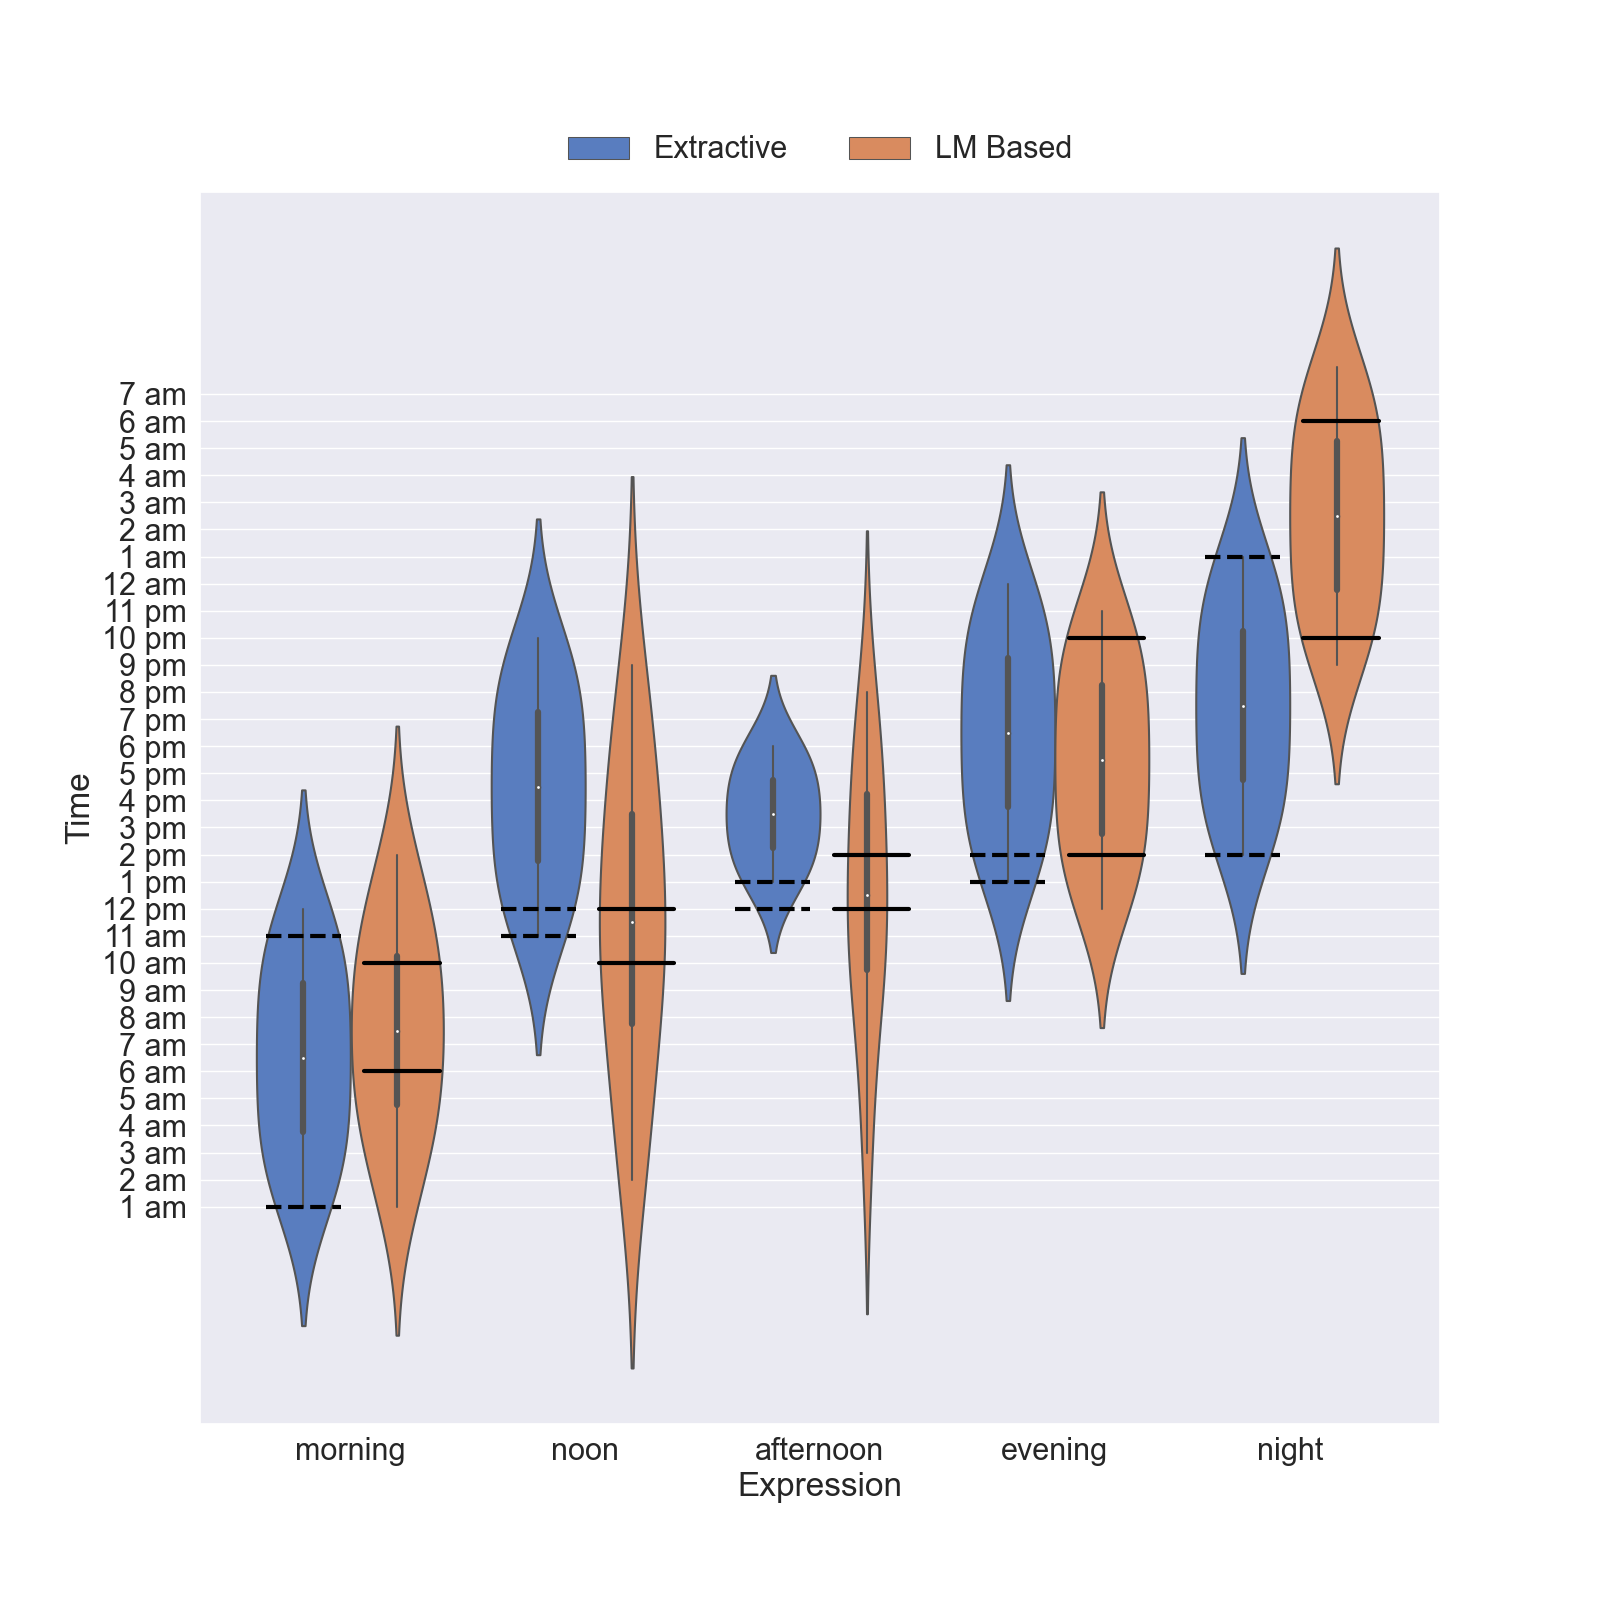 Extractive LM Based
7 am
6 am
5 am
4 am
3 am
2 am
1 am
12 am
11 pm
10 pm
9 pm
8 pm
7 pm
6 pm
5 pm
4 pm
3 pm
2 pm
1 pm
12 pm
11 am
10 am
9 am
8 am
7 am
6 am
5 am
4 am
3 am
2 am
1 am
Time
morning noon afternoon evening night
Expression